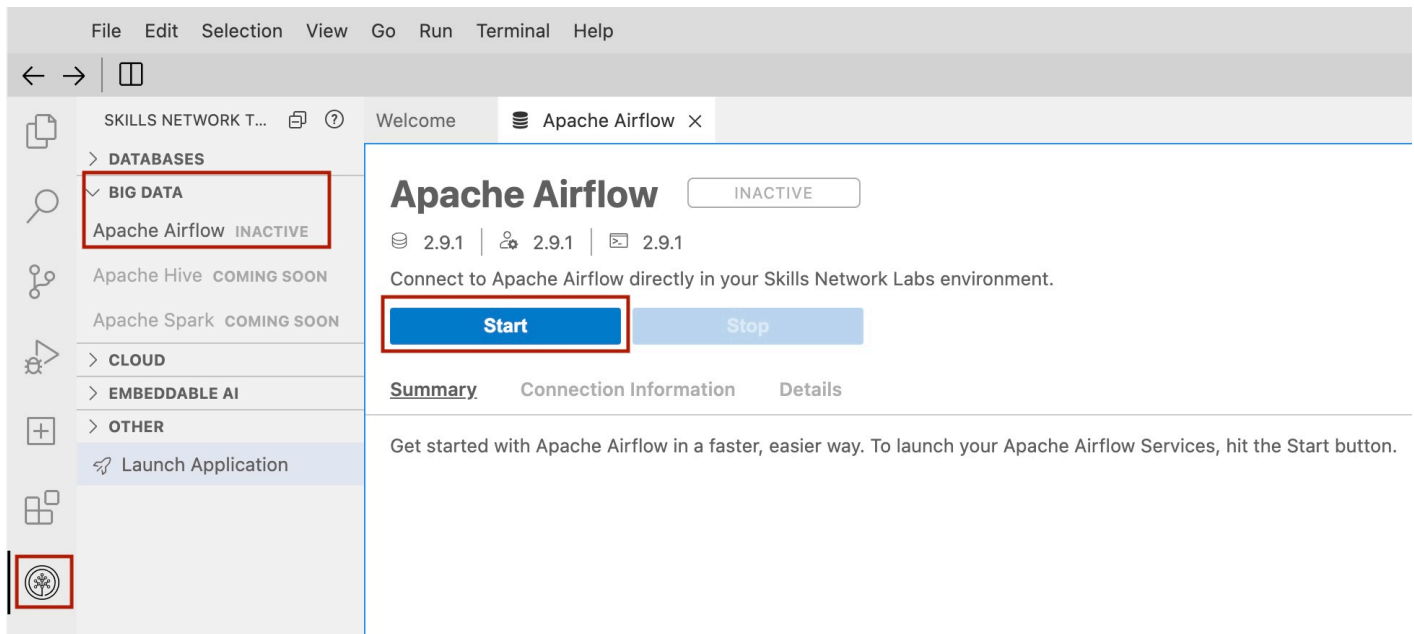 File Edit Selection View Go Run Terminal Help
SKILLS NETWORK T...
DATABASES
BIG DATA
Apache Airflow INACTIVE
Apache Hive COMING SOON
Apache Spark COMING SOON
CLOUD
EMBEDDABLE AI
OTHER
Launch Application
Welcome Apache Airflow
Apache Airflow INACTIVE
2.9.1 2.9.1 2.9.1
Connect to Apache Airflow directly in your Skills Network Labs environment.
Start Stop
Summary Connection Information Details
Get started with Apache Airflow in a faster, easier way. To launch your Apache Airflow Services, hit the Start button.